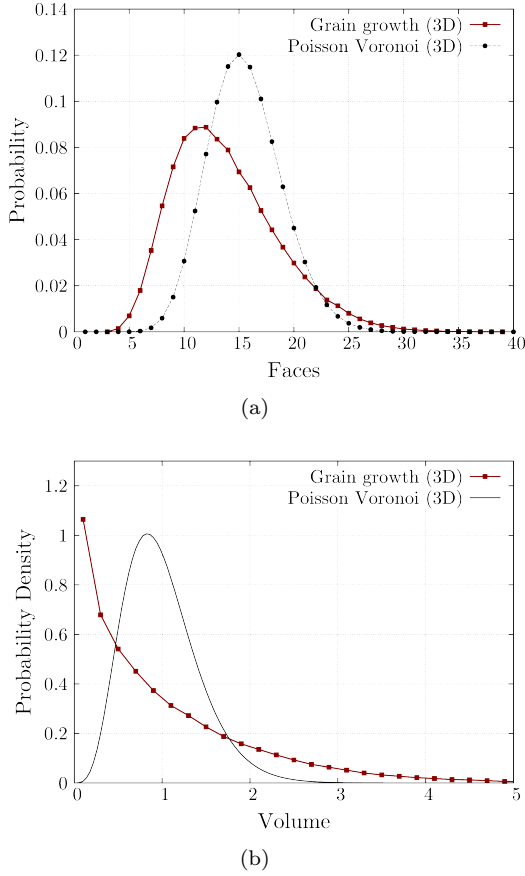 0.14
0.12
0.1
0.08
0.06
0.04
0.02
0
Probability
Grain growth (3D)
Poisson Voronoi (3D)
0 5 10 15 20 25 30 35 40
Faces
(a)
1.2
1
0.8
0.6
0.4
0.2
0
Probability Density
Grain growth (3D)
Poisson Voronoi (3D)
0 1 2 3 4 5
Volume
(b)